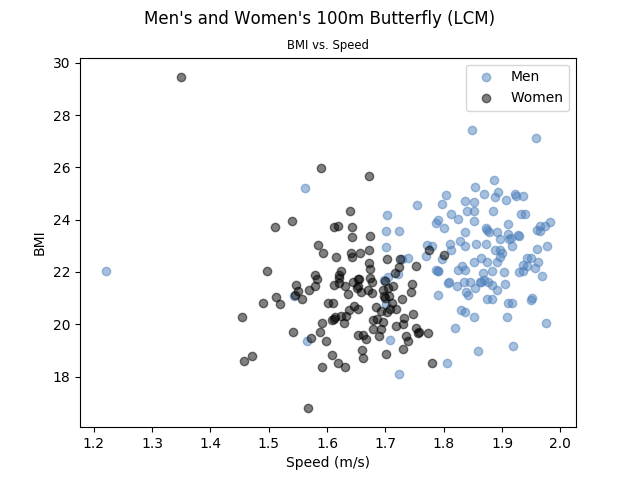 Men's and Women's 100m Butterfly (LCM)
BMI vs. Speed
Men
Women
30
28
26
24
22
20
18
BMI
1.2 1.3 1.4 1.5 1.6 1.7 1.8 1.9 2.0
Speed (m/s)